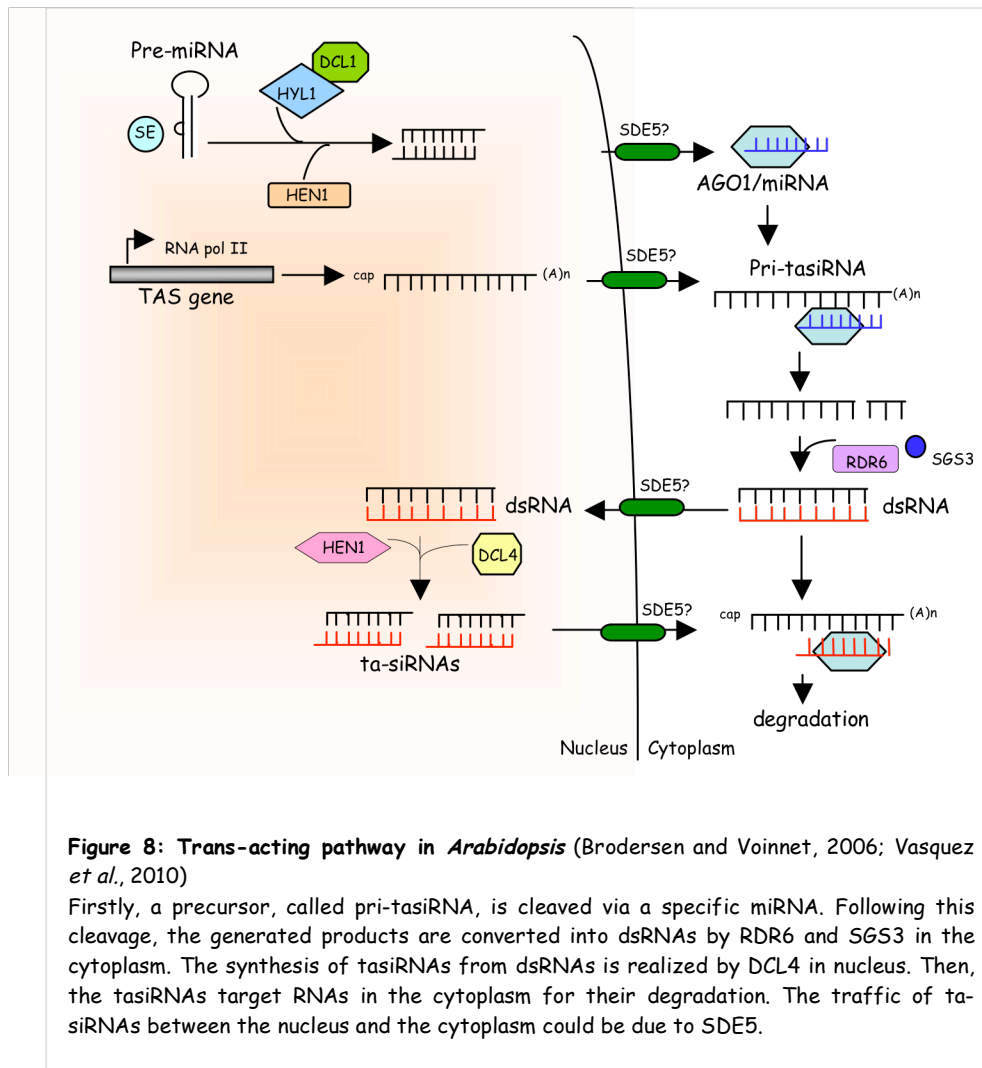 Pre-miRNA
DCL1
HYL1
SE
HEN1
SDE5?
AGO1/miRNA
RNA pol II
TAS gene
cap
(A)n
SDE5?
Pri-tasiRNA
(A)n
RDR6
SGS3
SDE5?
dsRNA
dsRNA
HEN1
DCL4
ta-siRNAs
SDE5?
cap
(A)n
degradation
Nucleus
Cytoplasm
Figure 8: Trans-acting pathway in Arabidopsis (Brodersen and Voinnet, 2006; Vasquez
et al., 2010)
Firstly, a precursor, called pri-tasiRNA, is cleaved via a specific miRNA. Following this
cleavage, the generated products are converted into dsRNAs by RDR6 and SGS3 in the
cytoplasm. The synthesis of tasiRNAs from dsRNAs is realized by DCL4 in nucleus. Then,
the tasiRNAs target RNAs in the cytoplasm for their degradation. The traffic of ta-
siRNAs between the nucleus and the cytoplasm could be due to SDE5.